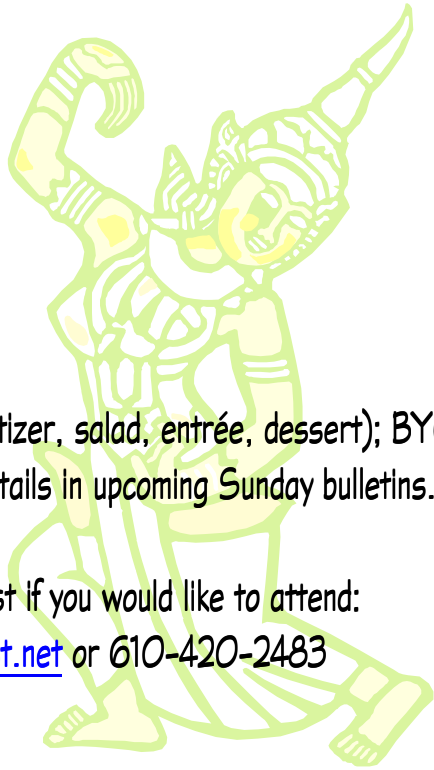 tizer, salad, entrée, dessert); BY
tails in upcoming Sunday bulletins.
st if you would like to attend:
t.net or 610-420-2483